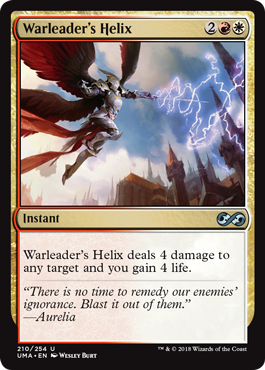 Warleader's Helix 2
Instant
Warleader's Helix deals 4 damage to
any target and you gain 4 life.
“There is no time to remedy our enemies’
ignorance. Blast it out of them.”
—Aurelia
210/254 U
UMA • EN Wesley Burt
™ & © 2018 Wizards of the Coast